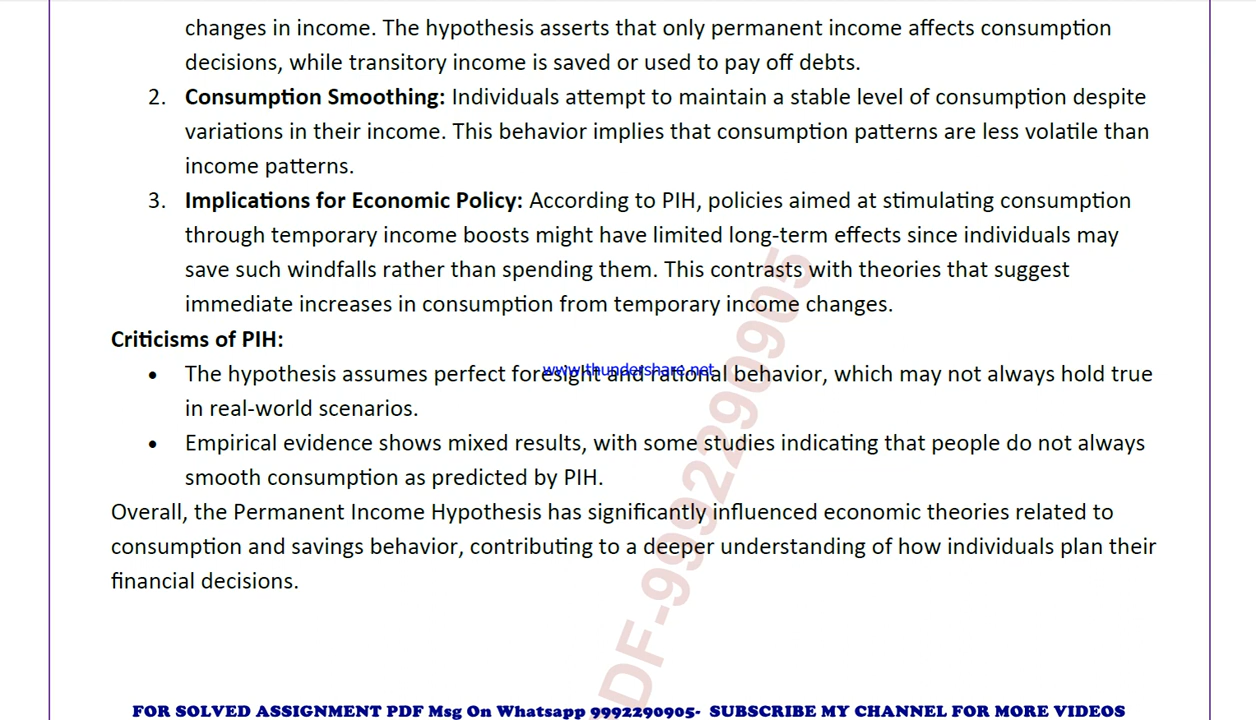 changes in income. The hypothesis asserts that only permanent income affects consumption
decisions, while transitory income is saved or used to pay off debts.
2. Consumption Smoothing: Individuals attempt to maintain a stable level of consumption despite
variations in their income. This behavior implies that consumption patterns are less volatile than
income patterns.
3. Implications for Economic Policy: According to PIH, policies aimed at stimulating consumption
through temporary income boosts might have limited long-term effects since individuals may
save such windfalls rather than spending them. This contrasts with theories that suggest
immediate increases in consumption from temporary income changes.
Criticisms of PIH:
• The hypothesis assumes perfect foresight and rational behavior, which may not always hold true
www.thundershare.net
in real-world scenarios.
• Empirical evidence shows mixed results, with some studies indicating that people do not always
smooth consumption as predicted by PIH.
Overall, the Permanent Income Hypothesis has significantly influenced economic theories related to
consumption and savings behavior, contributing to a deeper understanding of how individuals plan their
financial decisions.
DF-9992290905
FOR SOLVED ASSIGNMENT PDF Msg On Whatsapp 9992290905- SUBSCRIBE MY CHANNEL FOR MORE VIDEOS